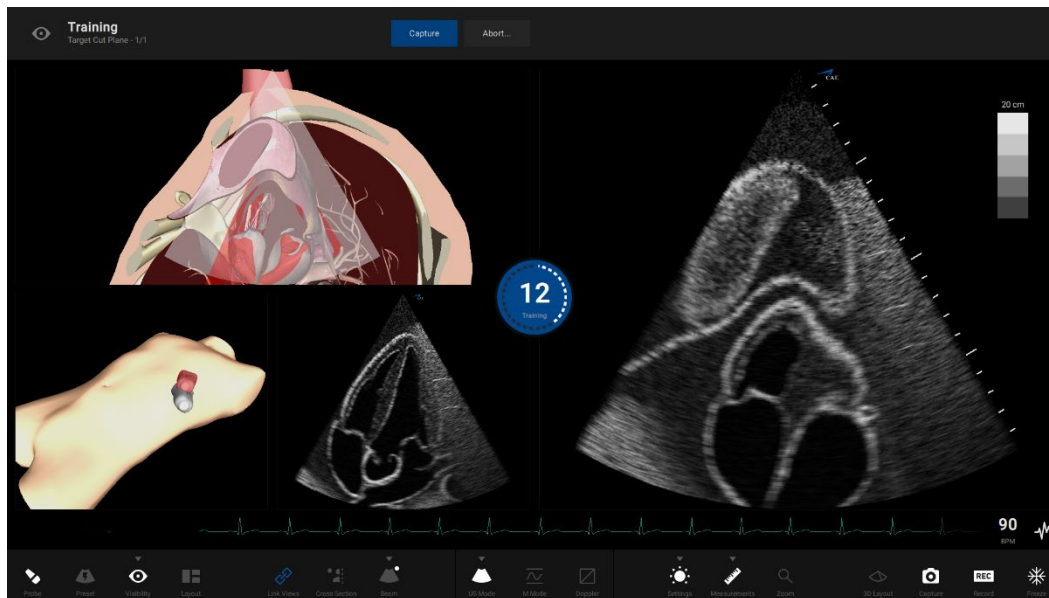 Training
Target Cut Plane - 1/1
Capture
Abort...
CAE
20 cm
12
Training
90
BPM
Probe
Preset
Visibility
Layout
Link Views
Cross Section
Beam
US Mode
M Mode
Doppler
Settings
Measurements
Zoom
3D Layout
Capture
REC
Record
Freeze